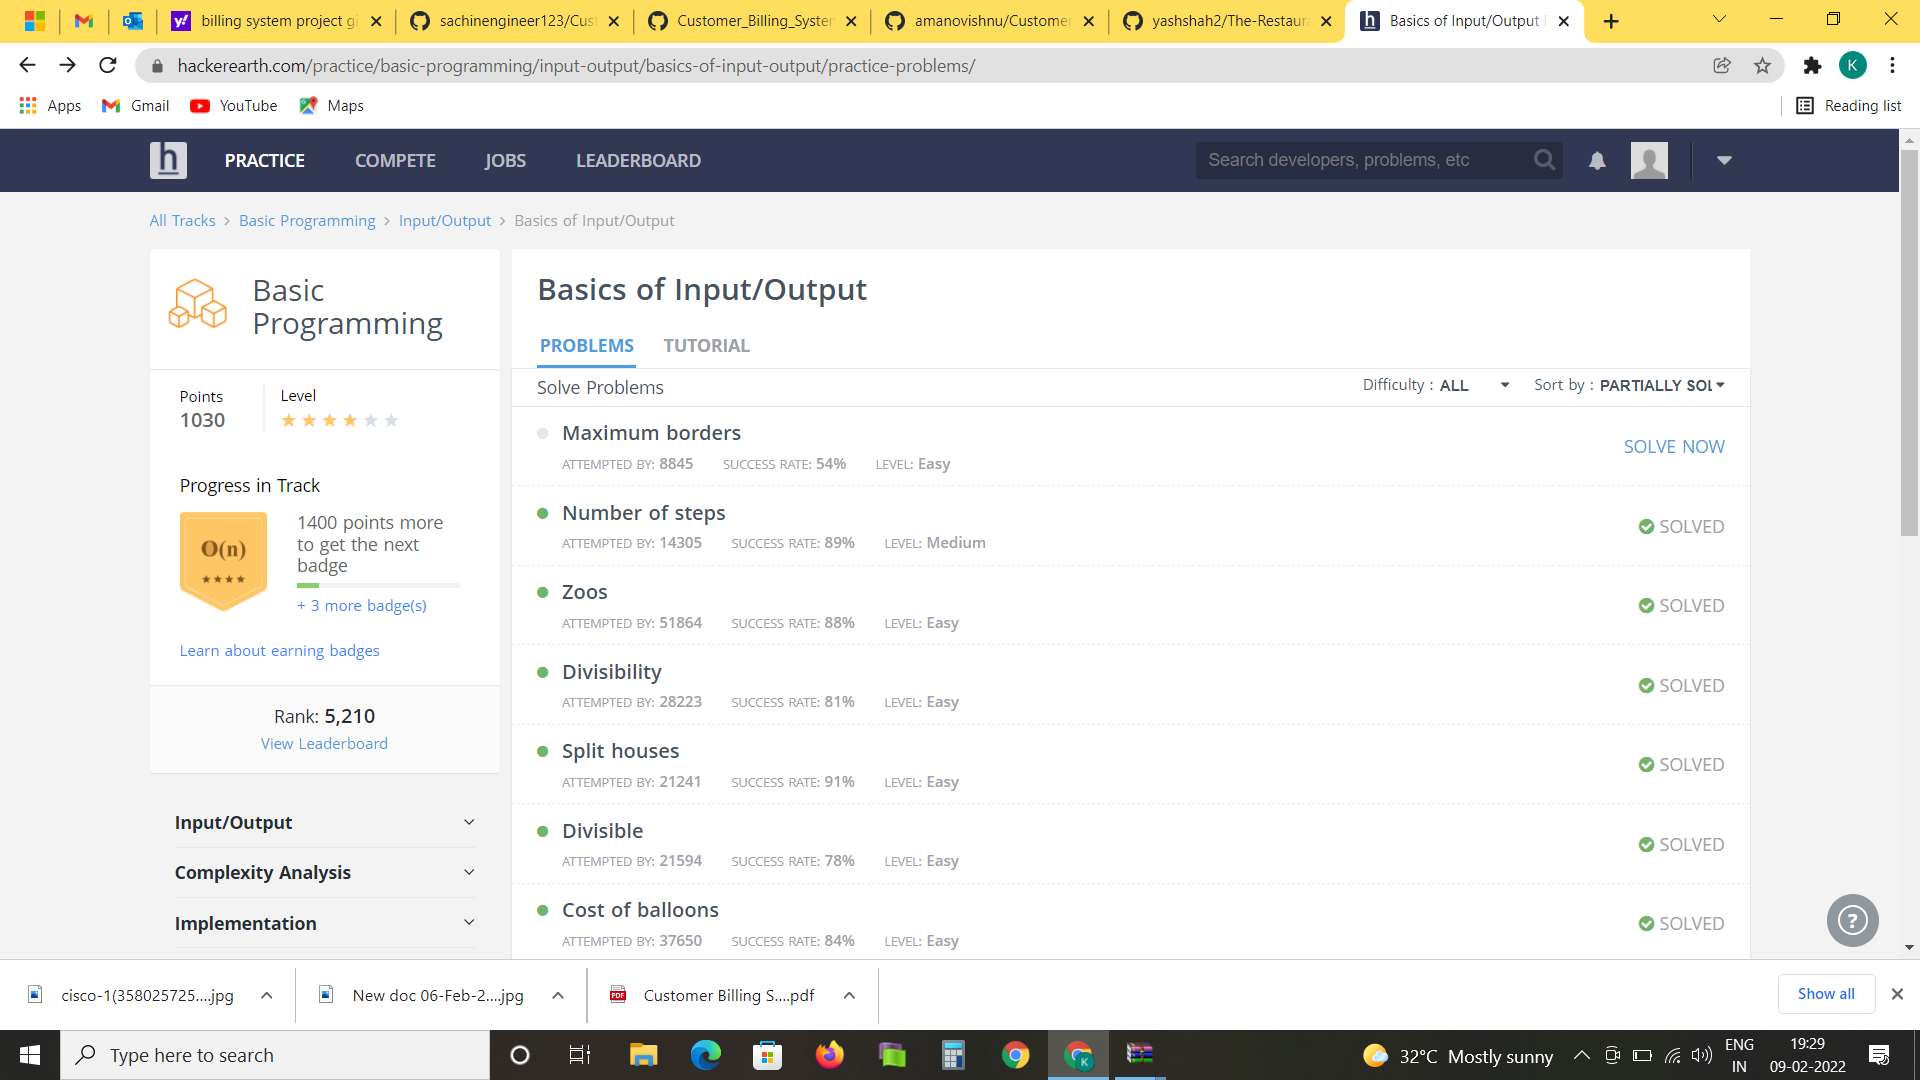 billing system project gi
sachinengineer123/Cust
Customer_Billing_System
amanovishnu/Customer
yashshah2/The-Restaura
Basics of Input/Output
hackerearth.com/practice/basic-programming/input-output/basics-of-input-output/practice-problems/
K
Apps
Gmail
YouTube
Maps
Reading list
h
PRACTICE
COMPETE
JOBS
LEADERBOARD
Search developers, problems, etc
All Tracks > Basic Programming > Input/Output > Basics of Input/Output
Basic
Programming
Points
1030
Level
Progress in Track
O(n)
1400 points more
to get the next
badge
+ 3 more badge(s)
Learn about earning badges
Rank: 5,210
View Leaderboard
Input/Output
Complexity Analysis
Implementation
Basics of Input/Output
PROBLEMS
TUTORIAL
Solve Problems
Difficulty : ALL
Sort by : PARTIALLY SOL
Maximum borders
ATTEMPTED BY: 8845 SUCCESS RATE: 54% LEVEL: Easy
SOLVE NOW
Number of steps
ATTEMPTED BY: 14305 SUCCESS RATE: 89% LEVEL: Medium
SOLVED
Zoos
ATTEMPTED BY: 51864 SUCCESS RATE: 88% LEVEL: Easy
SOLVED
Divisibility
ATTEMPTED BY: 28223 SUCCESS RATE: 81% LEVEL: Easy
SOLVED
Split houses
ATTEMPTED BY: 21241 SUCCESS RATE: 91% LEVEL: Easy
SOLVED
Divisible
ATTEMPTED BY: 21594 SUCCESS RATE: 78% LEVEL: Easy
SOLVED
Cost of balloons
ATTEMPTED BY: 37650 SUCCESS RATE: 84% LEVEL: Easy
SOLVED
?
cisco-1(358025725....jpg
New doc 06-Feb-2....jpg
PDF
Customer Billing S....pdf
Show all
Type here to search
K
32°C Mostly sunny
ENG
IN
19:29
09-02-2022